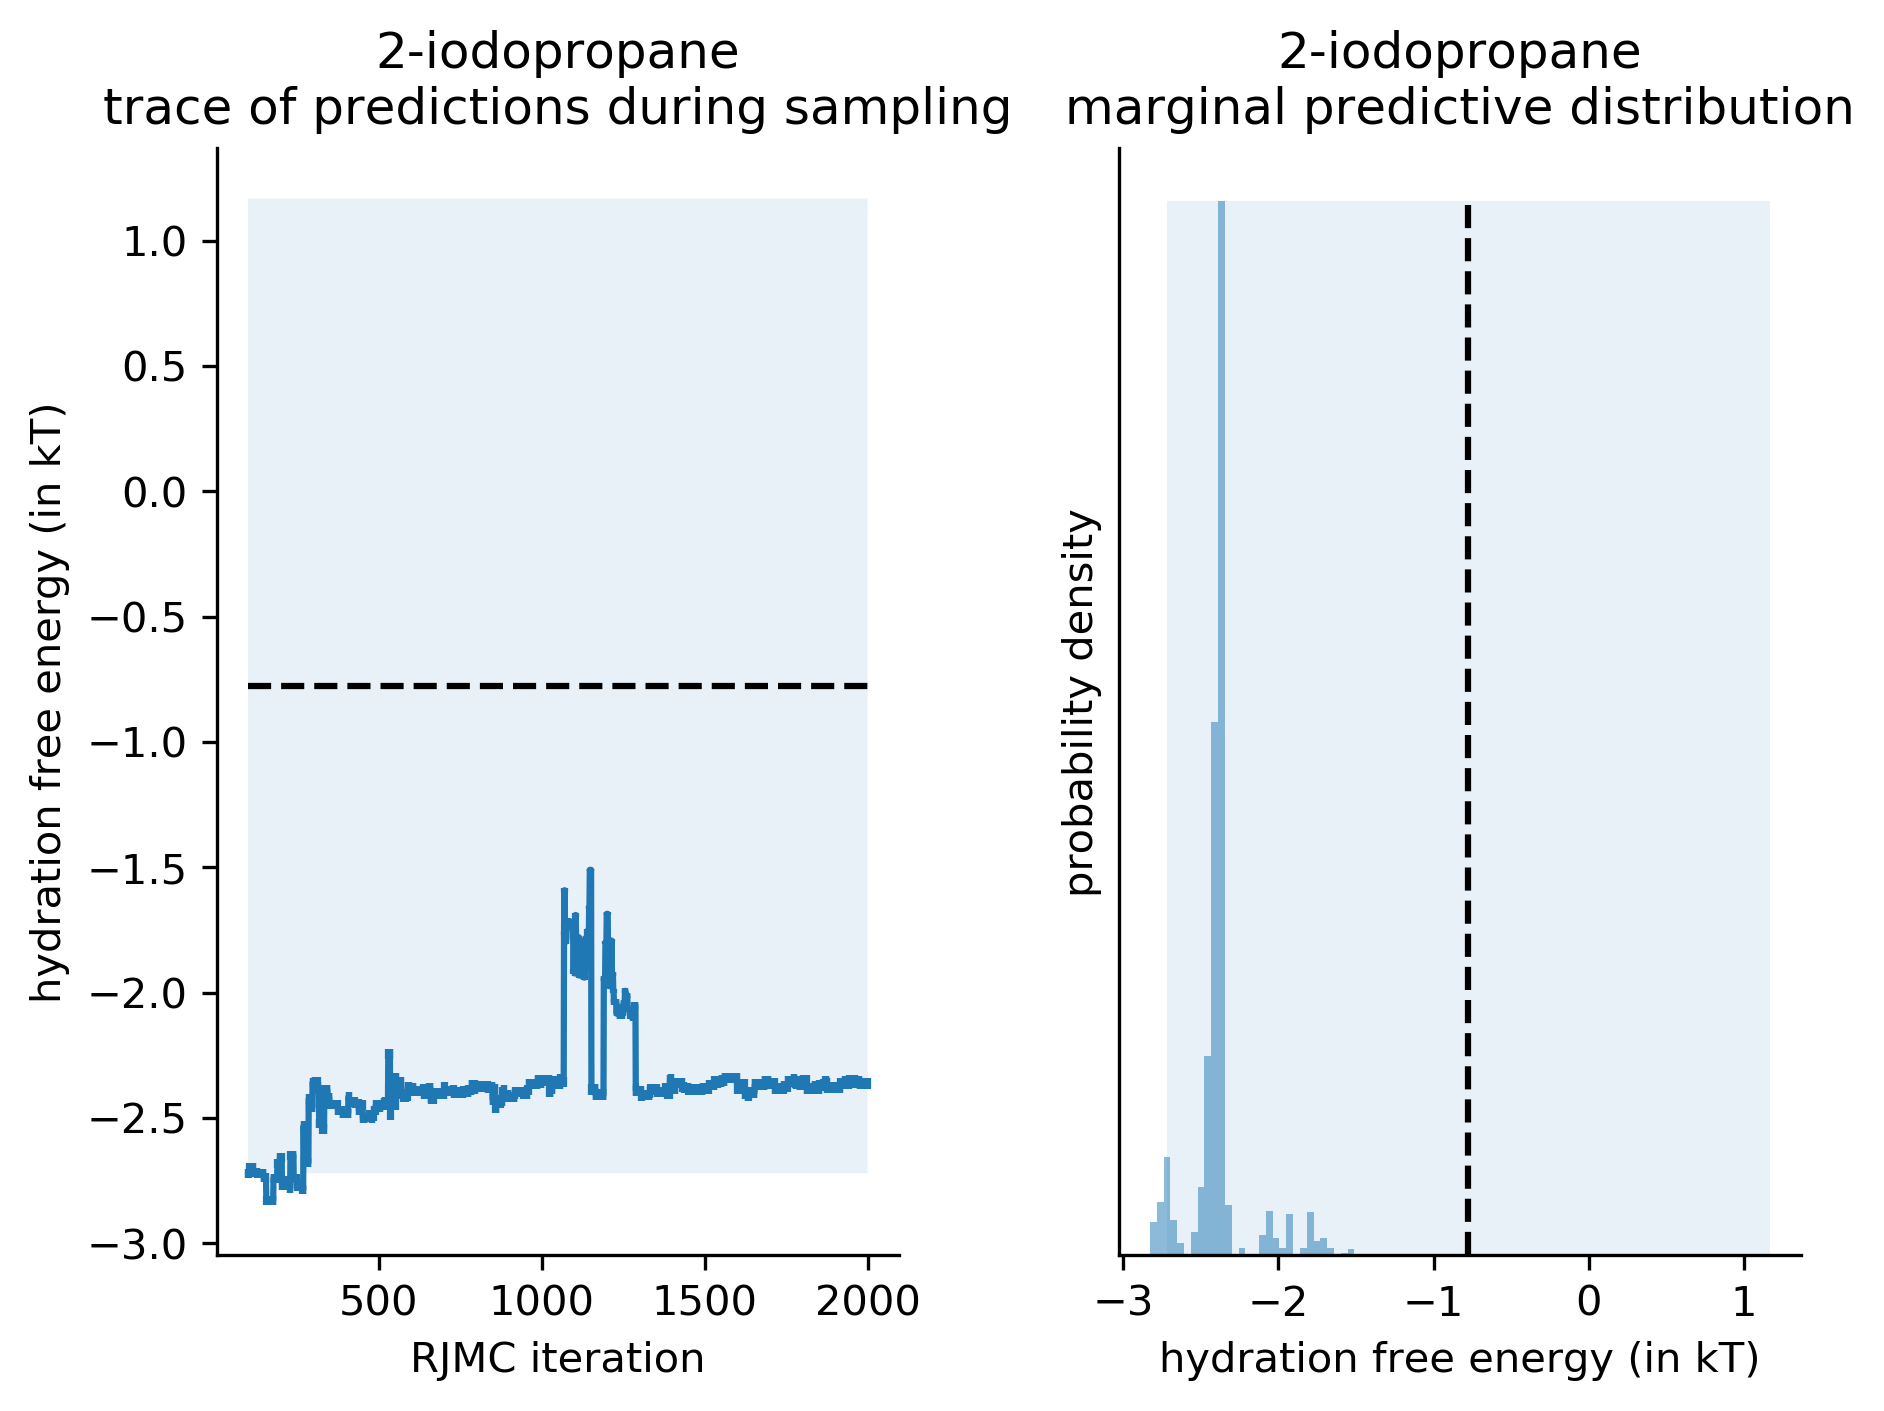 2-iodopropane
trace of predictions during sampling
hydration free energy (in kT)
1.0
0.5
0.0
−0.5
−1.0
−1.5
−2.0
−2.5
−3.0
500 1000 1500 2000
RJMC iteration
2-iodopropane
marginal predictive distribution
probability density
−3 −2 −1 0 1
hydration free energy (in kT)